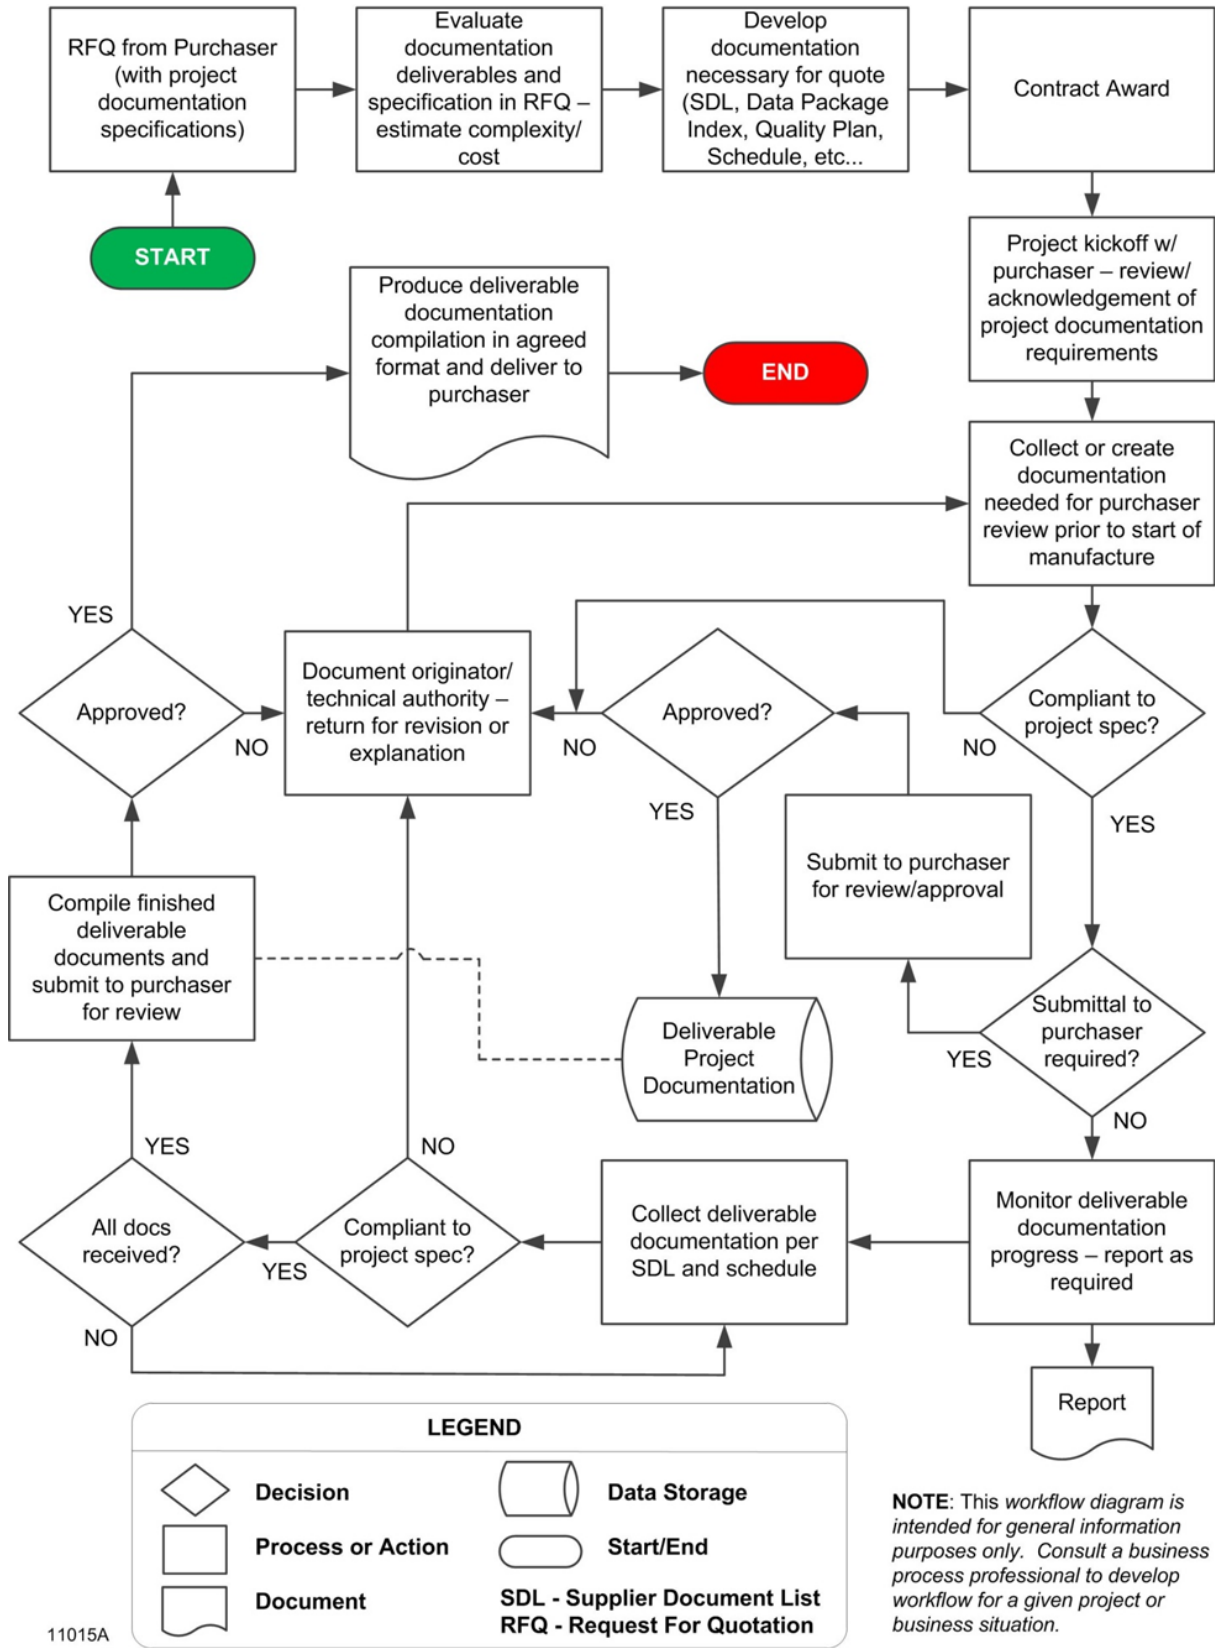 RFQ from Purchaser
(with project
documentation
specifications)
Evaluate
documentation
deliverables and
specification in RFQ –
estimate complexity/
cost
Develop
documentation
necessary for quote
(SDL, Data Package
Index, Quality Plan,
Schedule, etc...
Contract Award
START
Project kickoff w/
purchaser – review/
acknowledgement of
project documentation
requirements
Produce deliverable
documentation
compilation in agreed
format and deliver to
purchaser
END
Collect or create
documentation
needed for purchaser
review prior to start of
manufacture
YES
Approved?
NO
Document originator/
technical authority –
return for revision or
explanation
Approved?
NO
YES
Compliant to
project spec?
NO
YES
Submit to purchaser
for review/approval
Compile finished
deliverable
documents and
submit to purchaser
for review
Deliverable
Project
Documentation
Submittal to
purchaser
required?
YES
NO
YES
All docs
received?
NO
NO
Compliant to
project spec?
YES
Collect deliverable
documentation per
SDL and schedule
Monitor deliverable
documentation
progress – report as
required
Report
LEGEND
Decision
Process or Action
Document
Data Storage
Start/End
SDL - Supplier Document List
RFQ - Request For Quotation
NOTE: This workflow diagram is
intended for general information
purposes only. Consult a business
process professional to develop
workflow for a given project or
business situation.
11015A